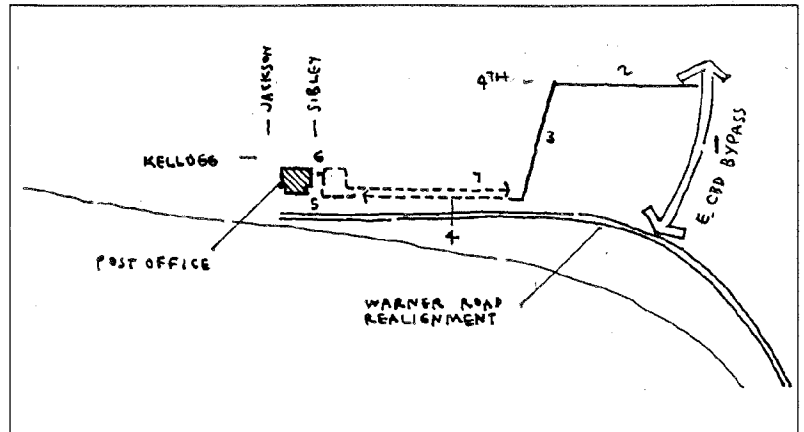 JACKSON
SIBLEY
4TH
2
3
KELLOGG
6
7
5
4
1
E CBD BYPASS
POST OFFICE
WARNER ROAD
REALIGNMENT